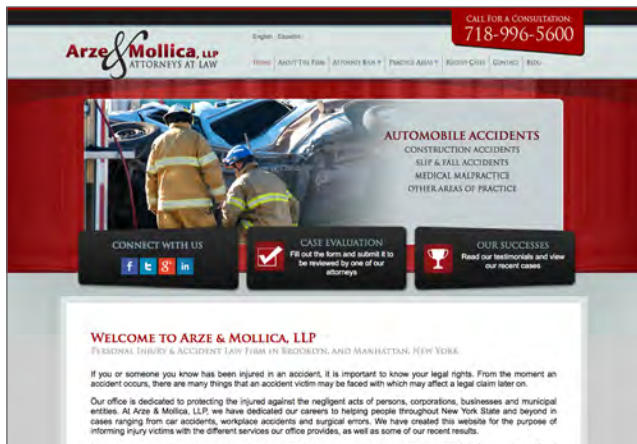 CALL FOR A CONSULTATION:
718-996-5600
English Español
Arze & Mollica, LLP
ATTORNEYS AT LAW
HOME ABOUT THE FIRM ATTORNEY BIOS PRACTICE AREAS RECENT CASES CONTACT BLOG
AUTOMOBILE ACCIDENTS
CONSTRUCTION ACCIDENTS
SLIP & FALL ACCIDENTS
MEDICAL MALPRACTICE
OTHER AREAS OF PRACTICE
CONNECT WITH US
CASE EVALUATION
Fill out the form and submit it to
be reviewed by one of our
attorneys
OUR SUCCESSES
Read our testimonials and view
our recent cases
WELCOME TO ARZE & MOLLICA, LLP
PERSONAL INJURY & ACCIDENT LAW FIRM IN BROOKLYN, AND MANHATTAN, NEW YORK
If you or someone you know has been injured in an accident, it is important to know your legal rights. From the moment an
accident occurs, there are many things that an accident victim may be faced with which may affect a legal claim later on.
Our office is dedicated to protecting the injured against the negligent acts of persons, corporations, businesses and municipal
entities. At Arze & Mollica, LLP, we have dedicated our careers to helping people throughout New York State and beyond in
cases ranging from car accidents, workplace accidents and surgical errors. We have created this website for the purpose of
informing injury victims with the different services our office provides, as well as some of our recent results.